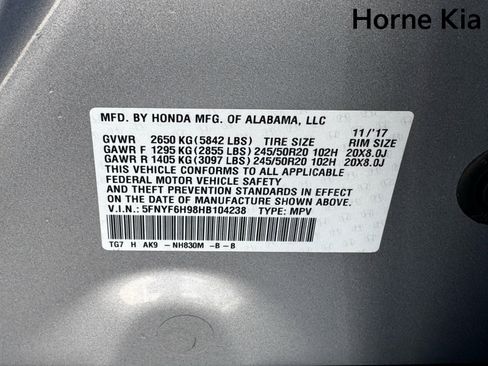 Horne Kia
MFD. BY HONDA MFG. OF ALABAMA, LLC
GVWR 2650 KG (5842 LBS) TIRE SIZE 11/'17 RIM SIZE
GAWR F 1295 KG (2855 LBS) 245/50R20 102H 20X8.0J
GAWR R 1405 KG (3097 LBS) 245/50R20 102H 20X8.0J
THIS VEHICLE CONFORMS TO ALL APPLICABLE
FEDERAL MOTOR VEHICLE SAFETY
AND THEFT PREVENTION STANDARDS IN EFFECT
ON THE DATE OF MANUFACTURE SHOWN ABOVE.
V.I.N.: 5FNYF6H98HB104238 TYPE: MPV
TG7 H AK9 -NH830M -B -B